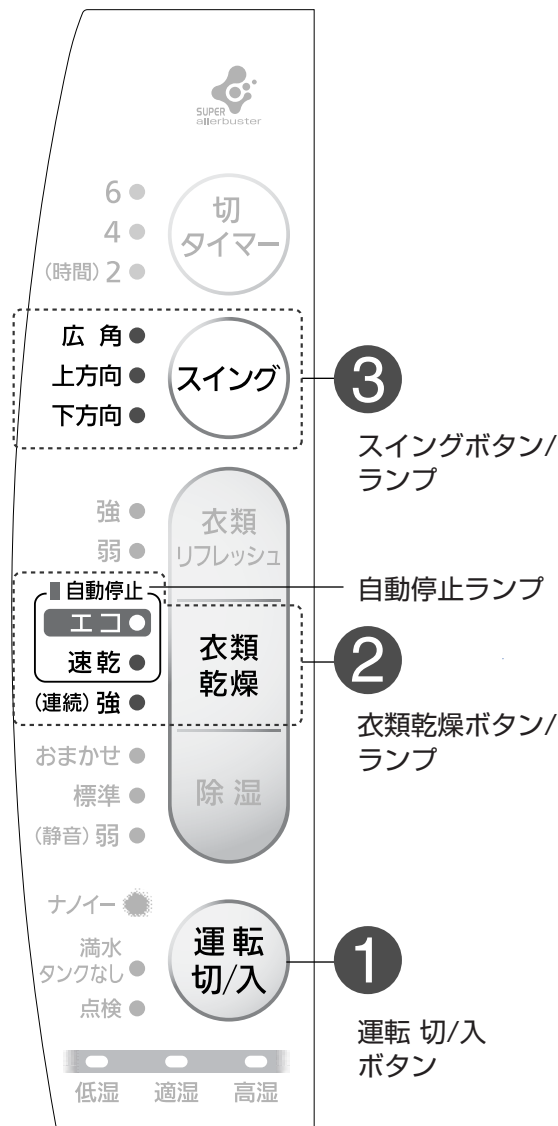 SUPER
allerbuster
6
4
(時間) 2
切
タイマー
広 角
上方向
下方向
スイング
3
スイングボタン/
ランプ
強
弱
衣類
リフレッシュ
自動停止
自動停止ランプ
エコ
速乾
(連続) 強
衣類
乾燥
2
衣類乾燥ボタン/
ランプ
おまかせ
標準
(静音) 弱
除 湿
ナノイー
満水
タンクなし
点検
運転
切/入
1
運転 切/入
ボタン
低湿 適湿 高湿